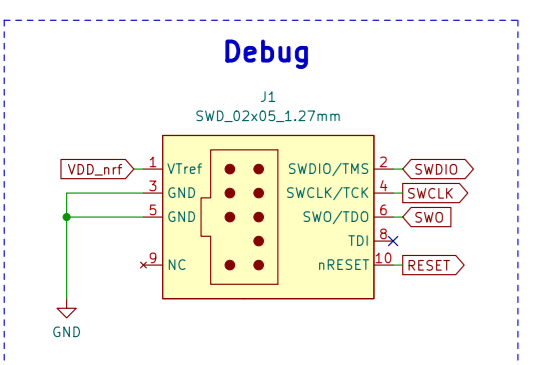 Debug
J1
SWD_02x05_1.27mm
VDD_nrf 1 VTref SWDIO/TMS 2 SWDIO
3 GND SWCLK/TCK 4 SWCLK
5 GND SWO/TDO 6 SWO
TDI 8
9 NC nRESET 10 RESET
GND